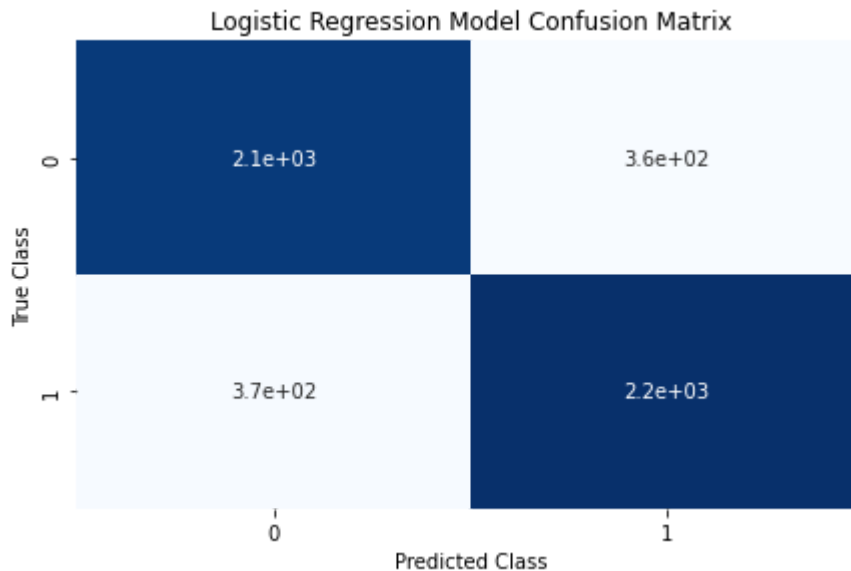 Logistic Regression Model Confusion Matrix
0
2.1e+03
3.6e+02
True Class
1
3.7e+02
2.2e+03
0
1
Predicted Class